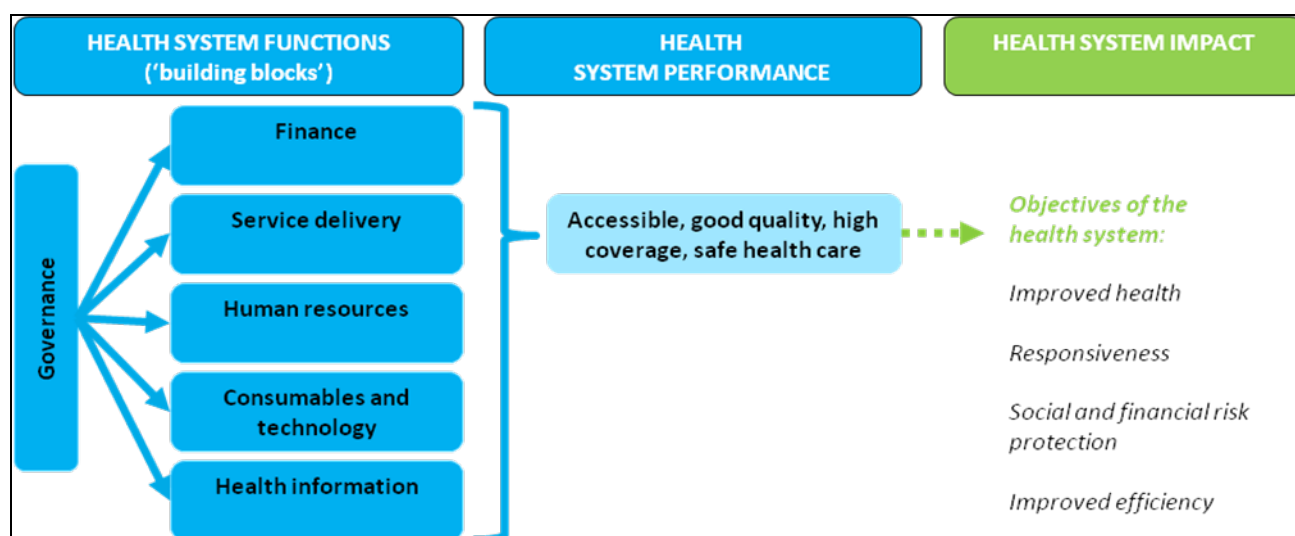 HEALTH SYSTEM FUNCTIONS
(‘building blocks’)
HEALTH
SYSTEM PERFORMANCE
HEALTH SYSTEM IMPACT
Governance
Finance
Service delivery
Human resources
Consumables and
technology
Health information
Accessible, good quality, high
coverage, safe health care
Objectives of the
health system:
Improved health
Responsiveness
Social and financial risk
protection
Improved efficiency